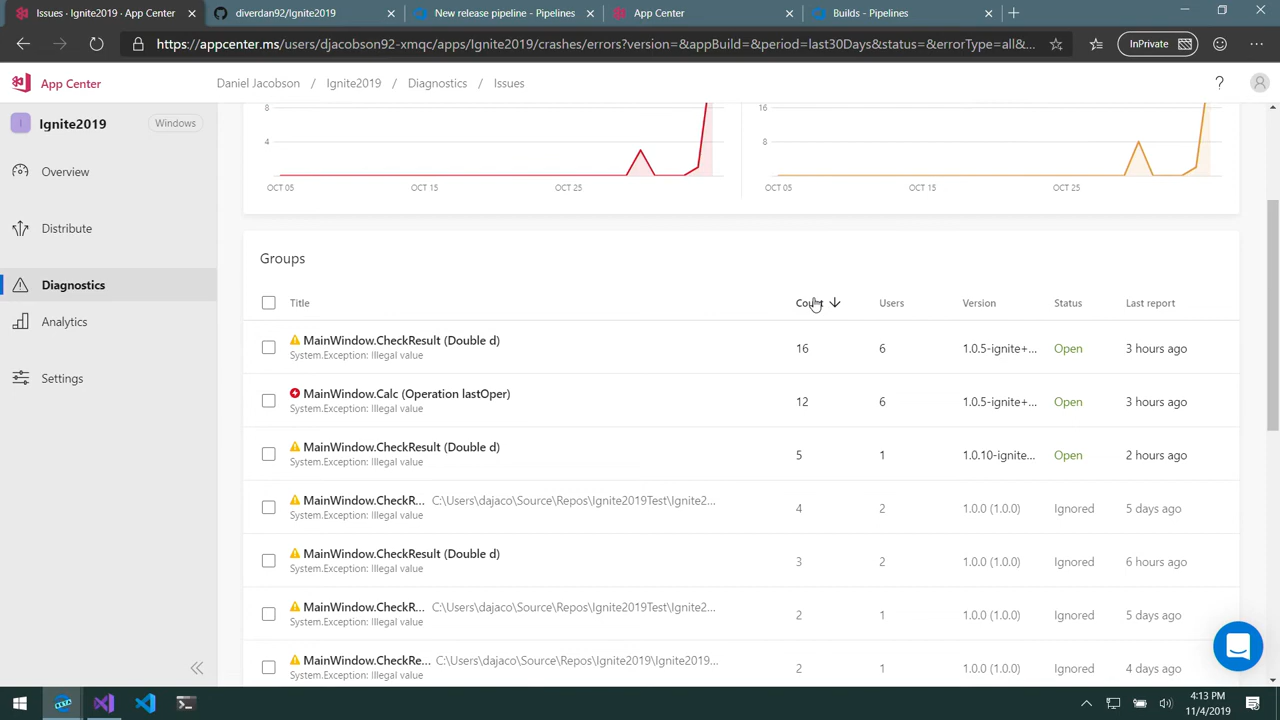 Issues · Ignite2019 · App Center
diverdan92/Ignite2019
New release pipeline - Pipelines
App Center
Builds - Pipelines
https://appcenter.ms/users/djacobson92-xmqc/apps/Ignite2019/crashes/errors?version=&appBuild=&period=last30Days&status=&errorType=all&...
InPrivate
App Center
Daniel Jacobson / Ignite2019 / Diagnostics / Issues
?
I Ignite2019 Windows
Overview
Distribute
Diagnostics
Analytics
Settings
8
4
OCT 05 OCT 15 OCT 25
16
8
OCT 05 OCT 15 OCT 25
Groups
Title Count Users Version Status Last report
MainWindow.CheckResult (Double d) 16 6 1.0.5-ignite+... Open 3 hours ago
System.Exception: Illegal value
MainWindow.Calc (Operation lastOper) 12 6 1.0.5-ignite+... Open 3 hours ago
System.Exception: Illegal value
MainWindow.CheckResult (Double d) 5 1 1.0.10-ignite... Open 2 hours ago
System.Exception: Illegal value
MainWindow.CheckR... C:\Users\dajaco\Source\Repos\Ignite2019Test\Ignite2... 4 2 1.0.0 (1.0.0) Ignored 5 days ago
System.Exception: Illegal value
MainWindow.CheckResult (Double d) 3 2 1.0.0 (1.0.0) Ignored 6 hours ago
System.Exception: Illegal value
MainWindow.CheckR... C:\Users\dajaco\Source\Repos\Ignite2019Test\Ignite2... 2 1 1.0.0 (1.0.0) Ignored 5 days ago
System.Exception: Illegal value
MainWindow.CheckRe... C:\Users\dajaco\Source\Repos\Ignite2019\Ignite2019... 2 1 1.0.0 (1.0.0) Ignored 4 days ago
System.Exception: Illegal value
4:13 PM
11/4/2019